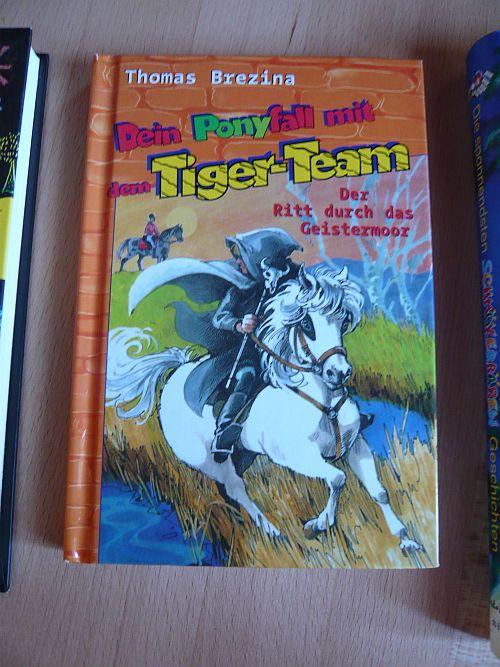 Thomas Brezina
Dein Ponyfall mit
dem Tiger-Team
Der
Ritt durch das
Geistermoor
Die spannendsten
Geschichten